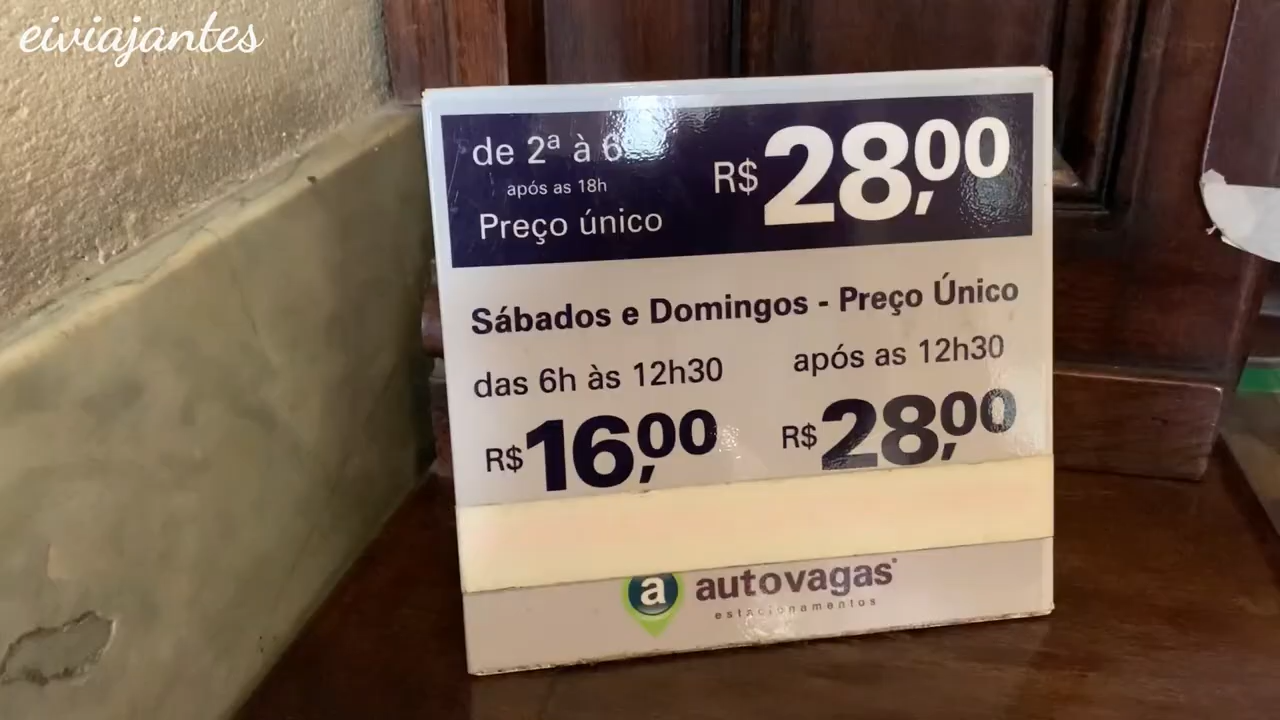 eiviajantes
de 2ª à 6
após as 18h
Preço único
R$ 28,00
Sábados e Domingos - Preço Único
das 6h às 12h30
R$ 16,00
após as 12h30
R$ 28,00
a autovagas
estacionamentos